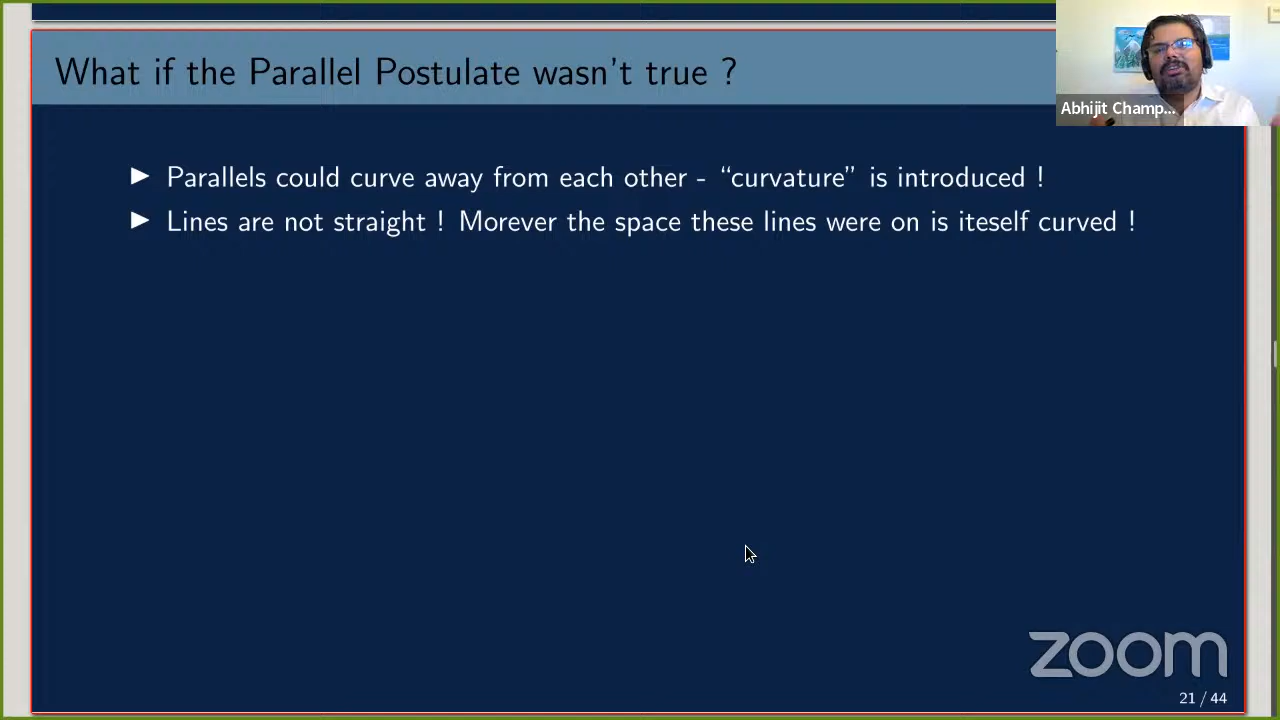 What if the Parallel Postulate wasn't true ?
Abhijit Champ...
▶ Parallels could curve away from each other - “curvature” is introduced !
▶ Lines are not straight ! Morever the space these lines were on is iteself curved !
zoom
21 / 44